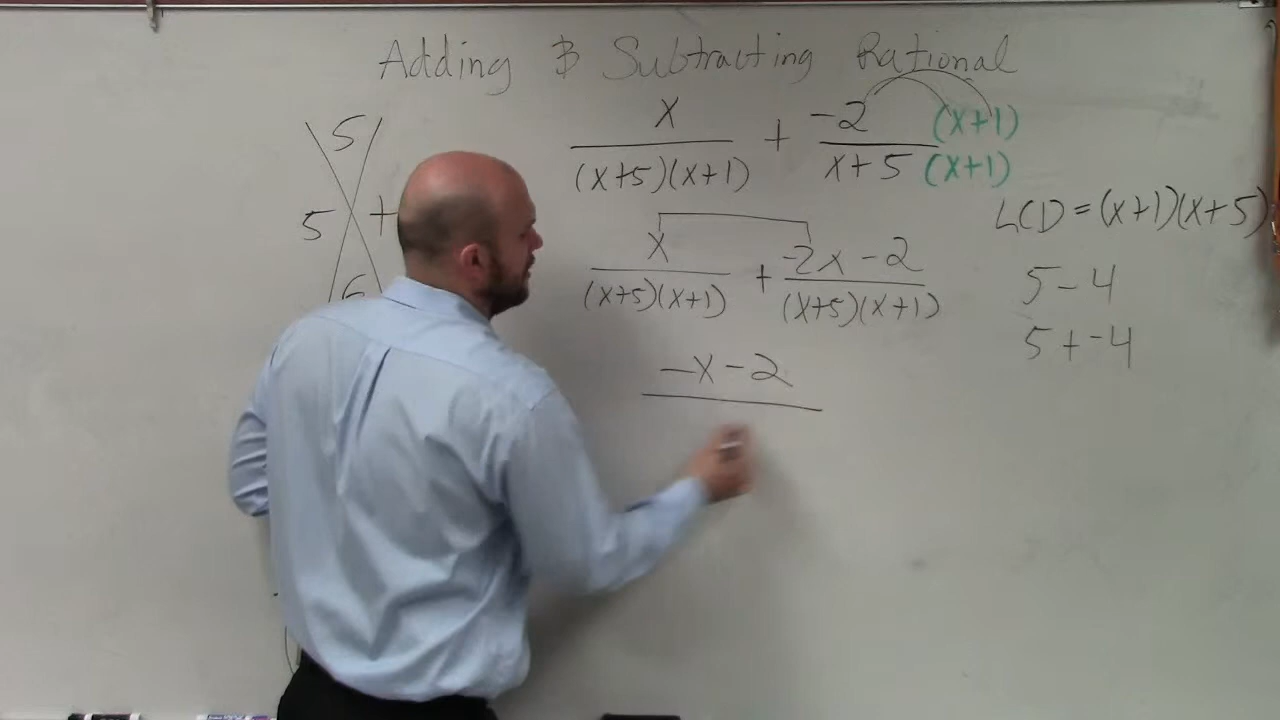 Adding & Subtracting Rational
x/((x+5)(x+1)) + -2(x+1)/(x+5(x+1))
LCD=(x+1)(x+5)
x/((x+5)(x+1)) + (-2x-2)/((x+5)(x+1))
-x-2
5-4
5+-4
5
5 +
6